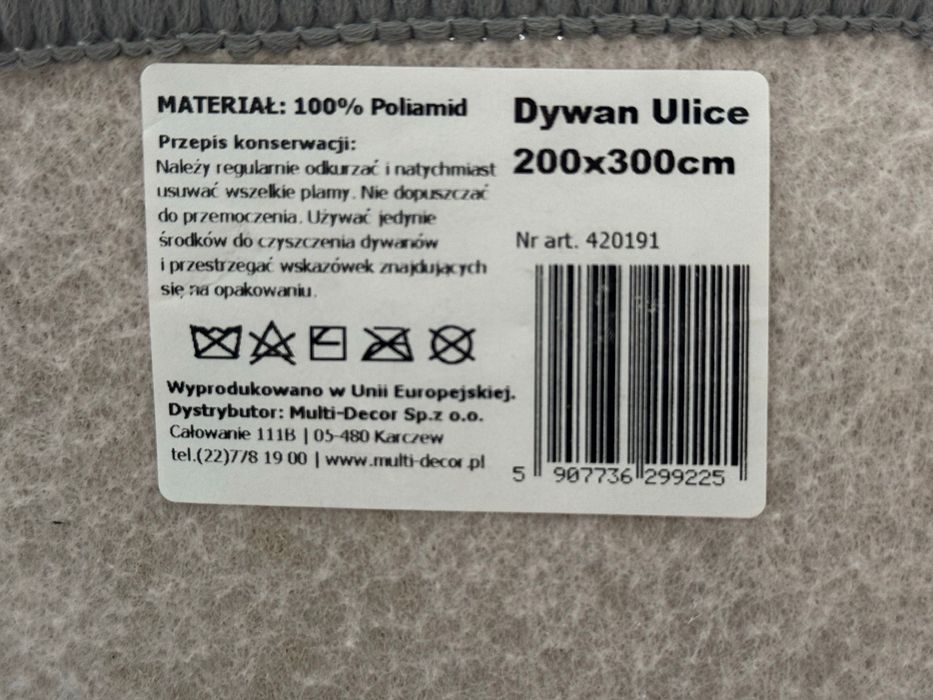 MATERIAŁ: 100% Poliamid
Przepis konserwacji:
Należy regularnie odkurzać i natychmiast
usuwać wszelkie plamy. Nie dopuszczać
do przemoczenia. Używać jedynie
środków do czyszczenia dywanów
i przestrzegać wskazówek znajdujących
się na opakowaniu.
Wyprodukowano w Unii Europejskiej.
Dystrybutor: Multi-Decor Sp.z o.o.
Całowanie 111B | 05-480 Karczew
tel.(22)778 19 00 | www.multi-decor.pl
Dywan Ulice
200x300cm
Nr art. 420191
5 907736 299225